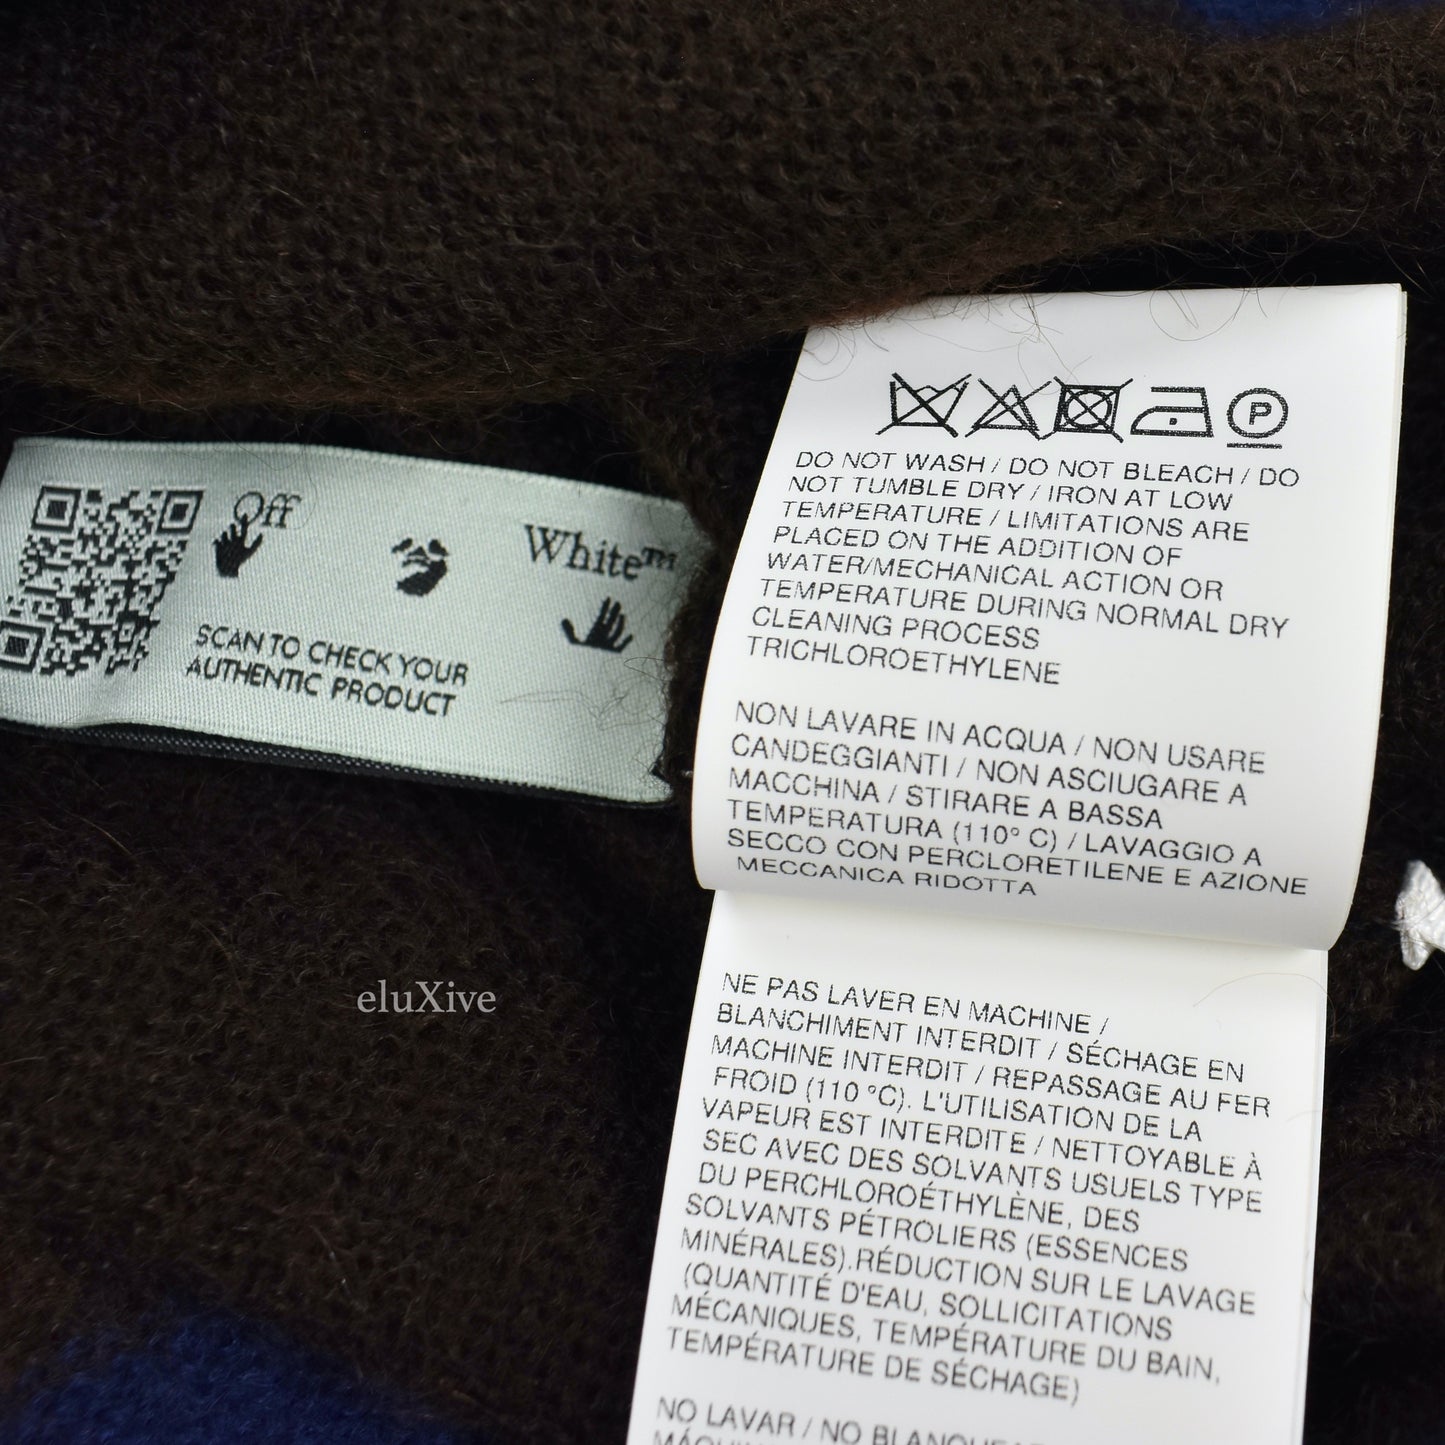 Off
White™
SCAN TO CHECK YOUR
AUTHENTIC PRODUCT
P
DO NOT WASH / DO NOT BLEACH / DO
NOT TUMBLE DRY / IRON AT LOW
TEMPERATURE / LIMITATIONS ARE
PLACED ON THE ADDITION OF
WATER/MECHANICAL ACTION OR
TEMPERATURE DURING NORMAL DRY
CLEANING PROCESS
TRICHLOROETHYLENE
NON LAVARE IN ACQUA / NON USARE
CANDEGGIANTI / NON ASCIUGARE A
MACCHINA / STIRARE A BASSA
TEMPERATURA (110° C) / LAVAGGIO A
SECCO CON PERCLORETILENE E AZIONE
MECCANICA RIDOTTA
NE PAS LAVER EN MACHINE /
BLANCHIMENT INTERDIT / SÉCHAGE EN
MACHINE INTERDIT / REPASSAGE AU FER
FROID (110 °C). L'UTILISATION DE LA
VAPEUR EST INTERDITE / NETTOYABLE À
SEC AVEC DES SOLVANTS USUELS TYPE
DU PERCHLOROÉTHYLÈNE, DES
SOLVANTS PÉTROLIERS (ESSENCES
MINÉRALES).RÉDUCTION SUR LE LAVAGE
(QUANTITÉ D'EAU, SOLLICITATIONS
MÉCANIQUES, TEMPÉRATURE DU BAIN,
TEMPÉRATURE DE SÉCHAGE)
NO LAVAR / NO
eluXive